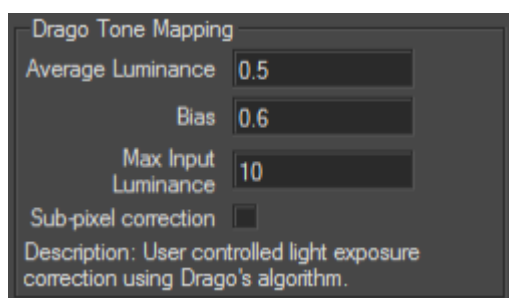 Drago Tone Mapping
Average Luminance 0.5
Bias 0.6
Max Input
Luminance 10
Sub-pixel correction
Description: User controlled light exposure
correction using Drago's algorithm.